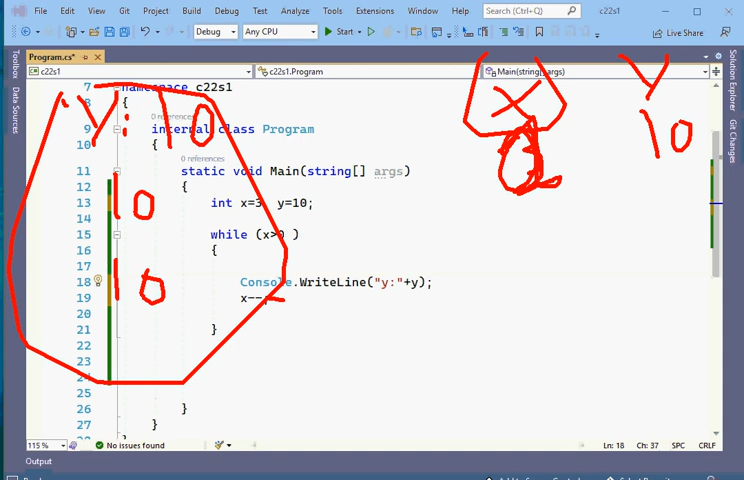 File Edit View Git Project Build Debug Test Analyze Tools Extensions Window Help Search (Ctrl+Q) c22s1
Debug Any CPU Start Live Share
Program.cs*
c22s1 c22s1.Program Main(string[] args)
Toolbox
Data Sources
Solution Explorer
Git Changes
7 namespace c22s1
8 {
0 references
9 internal class Program
10 {
0 references
11 static void Main(string[] args)
12 {
13 int x=3, y=10;
14
15 while (x>0 )
16 {
17
18 Console.WriteLine("y:"+y);
19 x--
20
21 }
22
23
24
25
26 }
27 }
28 }
y:10
10
10
X
Y
10
115 % No issues found Ln: 18 Ch: 37 SPC CRLF
Output